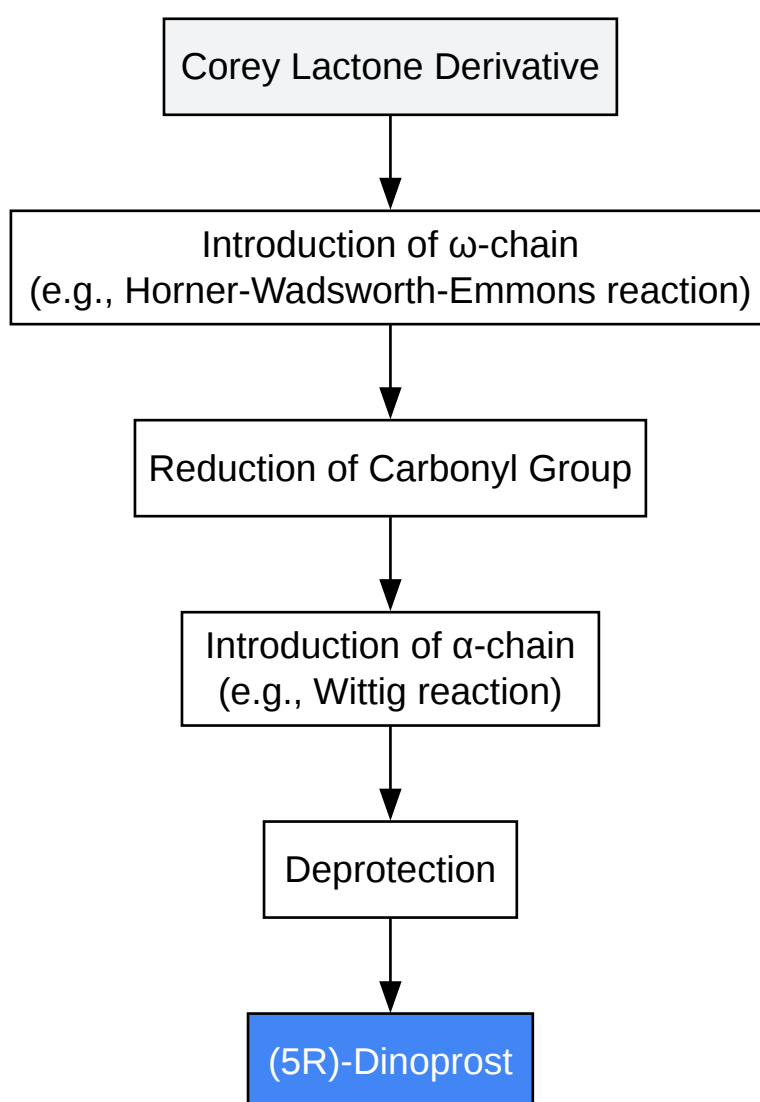 Corey Lactone Derivative
Introduction of ω-chain
(e.g., Horner-Wadsworth-Emmons reaction)
Reduction of Carbonyl Group
Introduction of α-chain
(e.g., Wittig reaction)
Deprotection
(5R)-Dinoprost